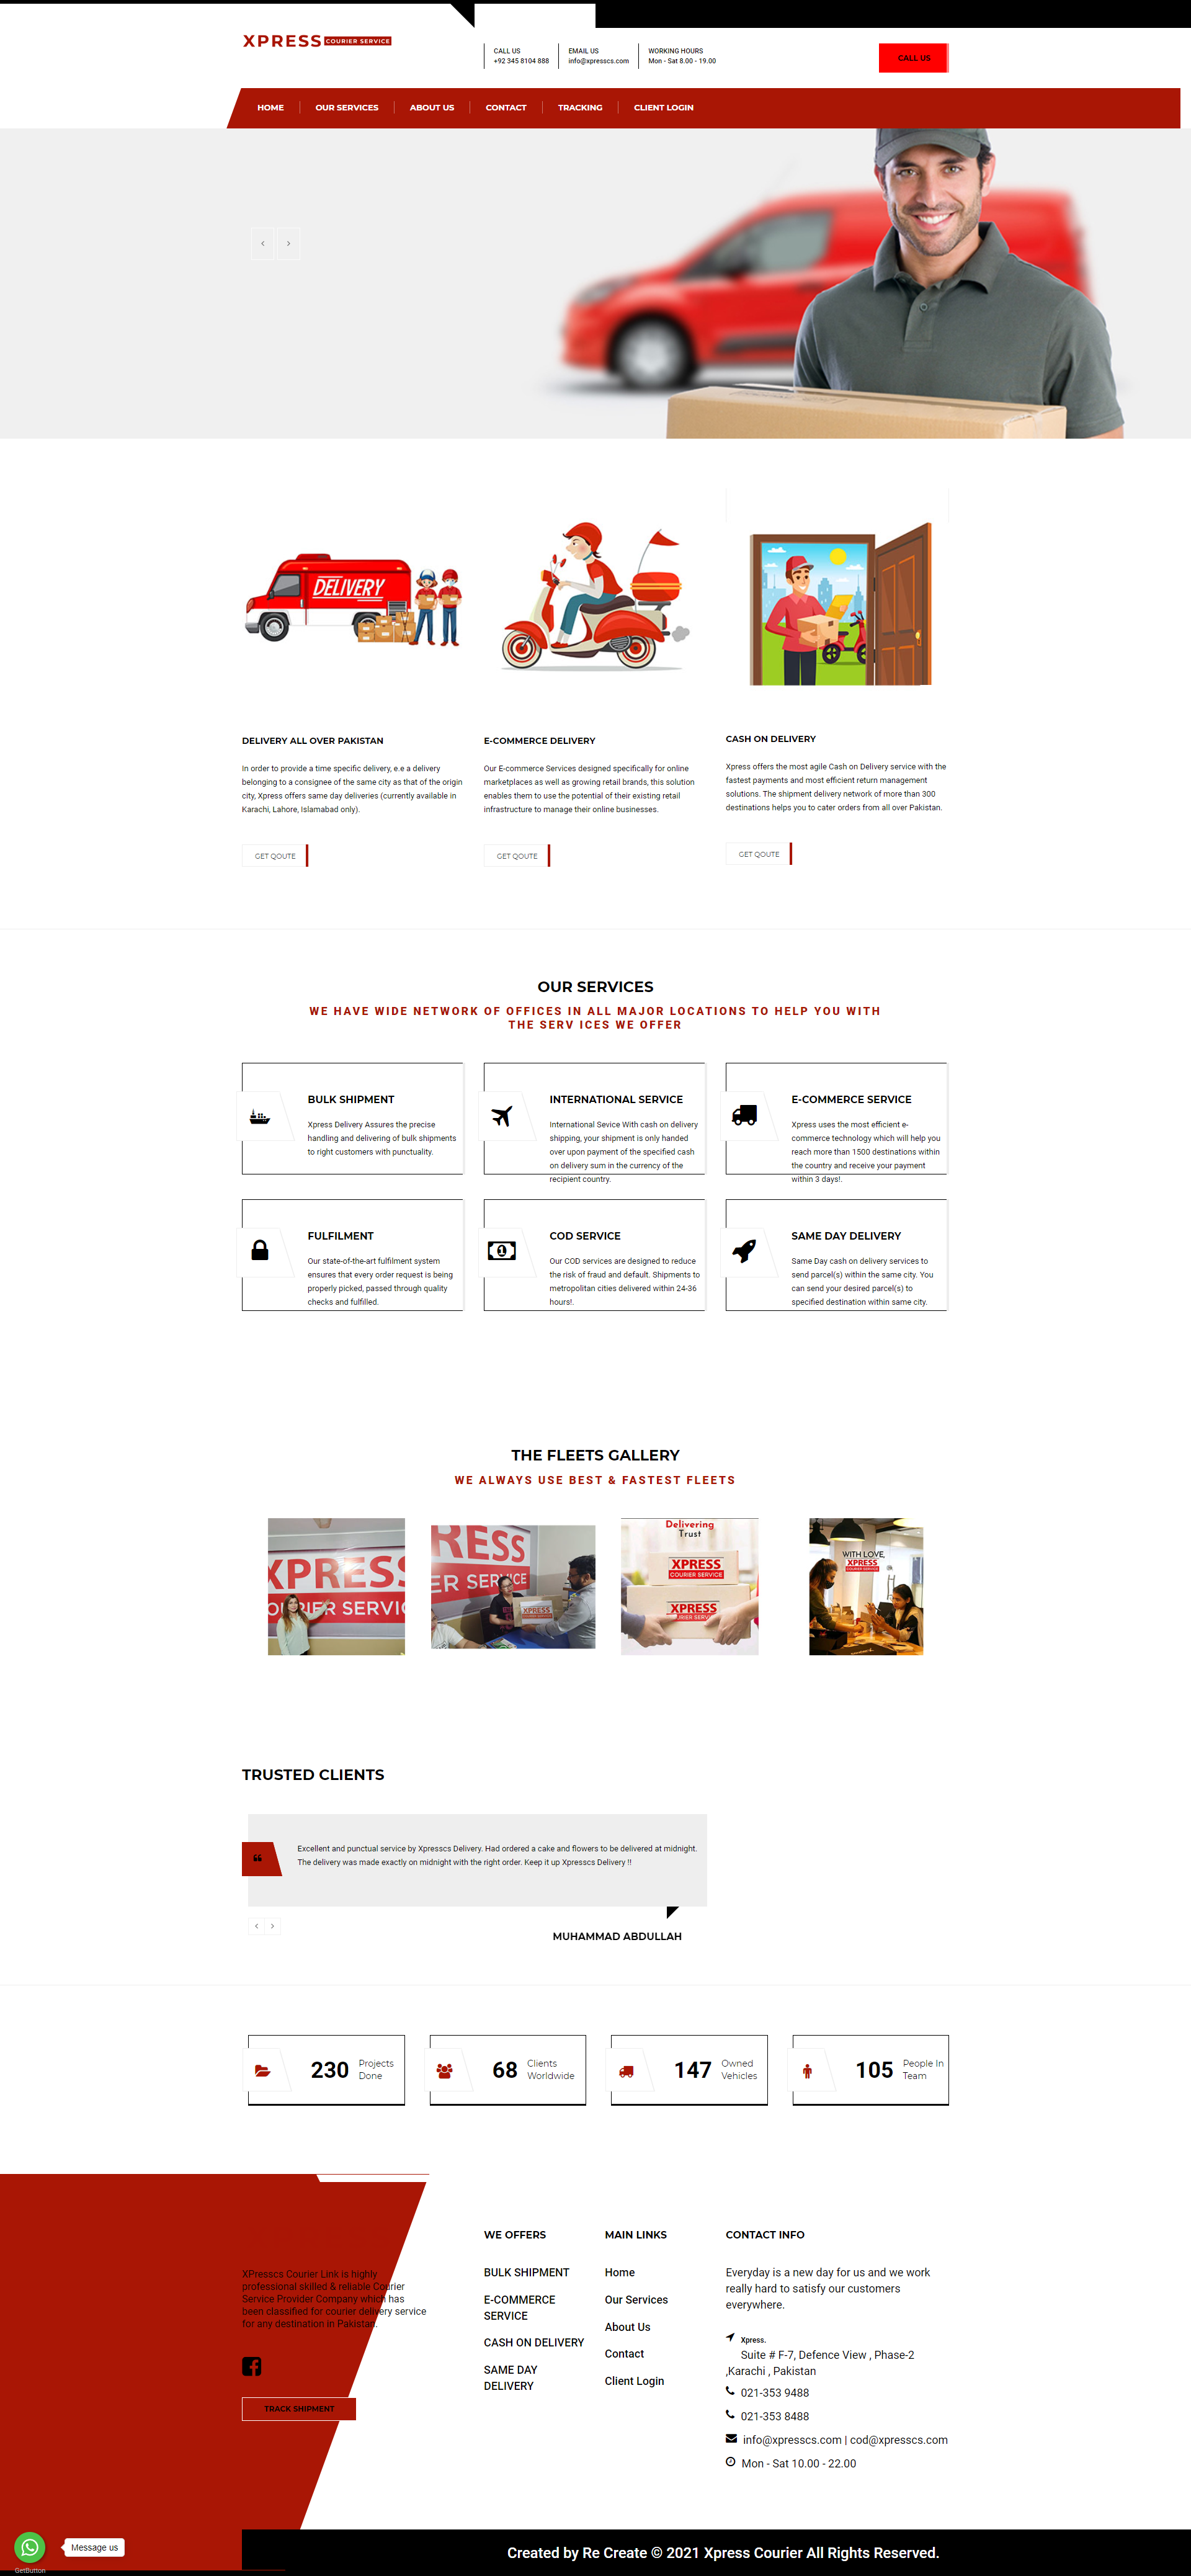 XPRESS COURIER SERVICE
CALL US
+92 345 8104 888
EMAIL US
info@xpresscs.com
WORKING HOURS
Mon - Sat 8.00 - 19.00
CALL US
HOME
OUR SERVICES
ABOUT US
CONTACT
TRACKING
CLIENT LOGIN
DELIVERY
DELIVERY ALL OVER PAKISTAN
In order to provide a time specific delivery, e.e a delivery
belonging to a consignee of the same city as that of the origin
city, Xpress offers same day deliveries (currently available in
Karachi, Lahore, Islamabad only).
GET QOUTE
E-COMMERCE DELIVERY
Our E-commerce Services designed specifically for online
marketplaces as well as growing retail brands, this solution
enables them to use the potential of their existing retail
infrastructure to manage their online businesses.
GET QOUTE
CASH ON DELIVERY
Xpress offers the most agile Cash on Delivery service with the
fastest payments and most efficient return management
solutions. The shipment delivery network of more than 300
destinations helps you to cater orders from all over Pakistan.
GET QOUTE
OUR SERVICES
WE HAVE WIDE NETWORK OF OFFICES IN ALL MAJOR LOCATIONS TO HELP YOU WITH
THE SERV ICES WE OFFER
BULK SHIPMENT
Xpress Delivery Assures the precise
handling and delivering of bulk shipments
to right customers with punctuality.
INTERNATIONAL SERVICE
International Sevice With cash on delivery
shipping, your shipment is only handed
over upon payment of the specified cash
on delivery sum in the currency of the
recipient country.
E-COMMERCE SERVICE
Xpress uses the most efficient e-
commerce technology which will help you
reach more than 1500 destinations within
the country and receive your payment
within 3 days!.
FULFILMENT
Our state-of-the-art fulfilment system
ensures that every order request is being
properly picked, passed through quality
checks and fulfilled.
COD SERVICE
Our COD services are designed to reduce
the risk of fraud and default. Shipments to
metropolitan cities delivered within 24-36
hours!.
SAME DAY DELIVERY
Same Day cash on delivery services to
send parcel(s) within the same city. You
can send your desired parcel(s) to
specified destination within same city.
THE FLEETS GALLERY
WE ALWAYS USE BEST & FASTEST FLEETS
XPRESS
COURIER SERVIC
RESS
ER SERVICE
XPRESS
Delivering
Trust
XPRESS
COURIER SERVICE
XPRESS
WITH LOVE,
XPRESS
COURIER SERVICE
TRUSTED CLIENTS
Excellent and punctual service by Xpresscs Delivery. Had ordered a cake and flowers to be delivered at midnight.
The delivery was made exactly on midnight with the right order. Keep it up Xpresscs Delivery !!
MUHAMMAD ABDULLAH
230
Projects
Done
68
Clients
Worldwide
147
Owned
Vehicles
105
People In
Team
XPresscs Courier Link is highly
professional skilled & reliable Courier
Service Provider Company which has
been classified for courier delivery service
for any destination in Pakistan.
TRACK SHIPMENT
WE OFFERS
BULK SHIPMENT
E-COMMERCE
SERVICE
CASH ON DELIVERY
SAME DAY
DELIVERY
MAIN LINKS
Home
Our Services
About Us
Contact
Client Login
CONTACT INFO
Everyday is a new day for us and we work
really hard to satisfy our customers
everywhere.
Xpress.
Suite # F-7, Defence View , Phase-2
,Karachi , Pakistan
021-353 9488
021-353 8488
info@xpresscs.com | cod@xpresscs.com
Mon - Sat 10.00 - 22.00
Message us
GetButton
Created by Re Create © 2021 Xpress Courier All Rights Reserved.